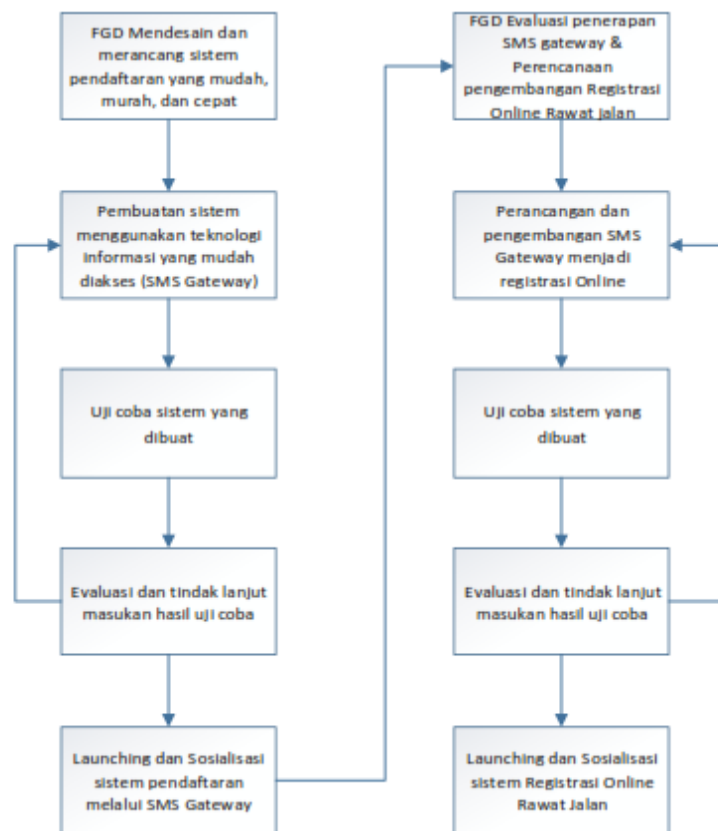 FGD Mendesain dan
merancang sistem
pendaftaran yang mudah,
murah, dan cepat
Pembuatan sistem
menggunakan teknologi
informasi yang mudah
diakses (SMS Gateway)
Uji coba sistem yang
dibuat
Evaluasi dan tindak lanjut
masukan hasil uji coba
Launching dan Sosialisasi
sistem pendaftaran
melalui SMS Gateway
FGD Evaluasi penerapan
SMS gateway &
Perencanaan
pengembangan Registrasi
Online Rawat Jalan
Perancangan dan
pengembangan SMS
Gateway menjadi
registrasi Online
Uji coba sistem yang
dibuat
Evaluasi dan tindak lanjut
masukan hasil uji coba
Launching dan Sosialisasi
sistem Registrasi Online
Rawat Jalan